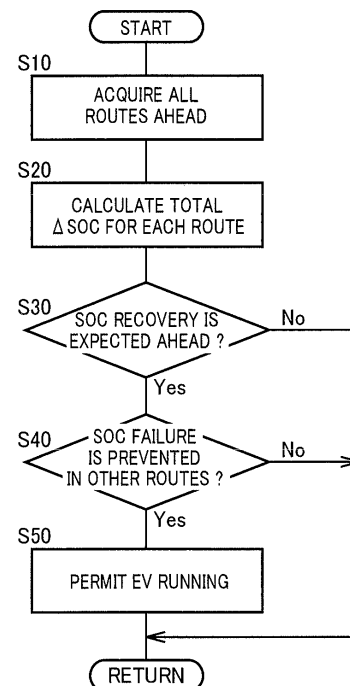 START
S10
ACQUIRE ALL
ROUTES AHEAD
S20
CALCULATE TOTAL
Δ SOC FOR EACH ROUTE
S30
SOC RECOVERY IS
EXPECTED AHEAD ?
No
Yes
S40
SOC FAILURE
IS PREVENTED
IN OTHER ROUTES ?
No
Yes
S50
PERMIT EV RUNNING
RETURN